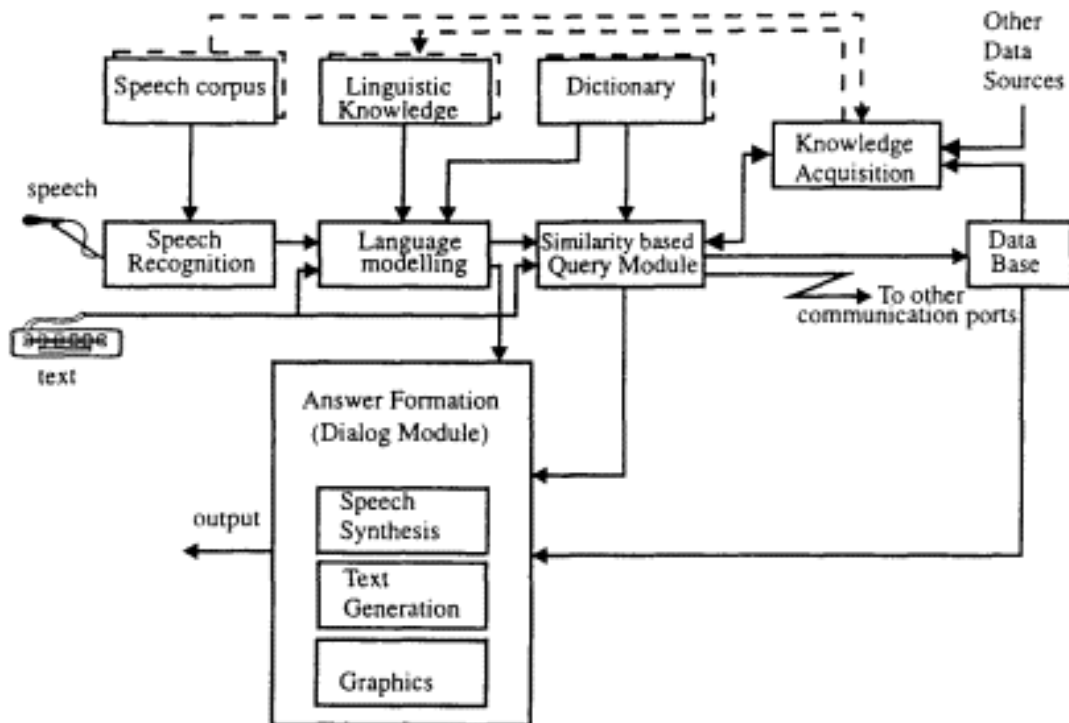 Other
Data
Sources
Speech corpus
Linguistic
Knowledge
Dictionary
Knowledge
Acquisition
speech
Speech
Recognition
Language
modelling
Similarity based
Query Module
Data
Base
To other
communication ports
text
Answer Formation
(Dialog Module)
Speech
Synthesis
output
Text
Generation
Graphics